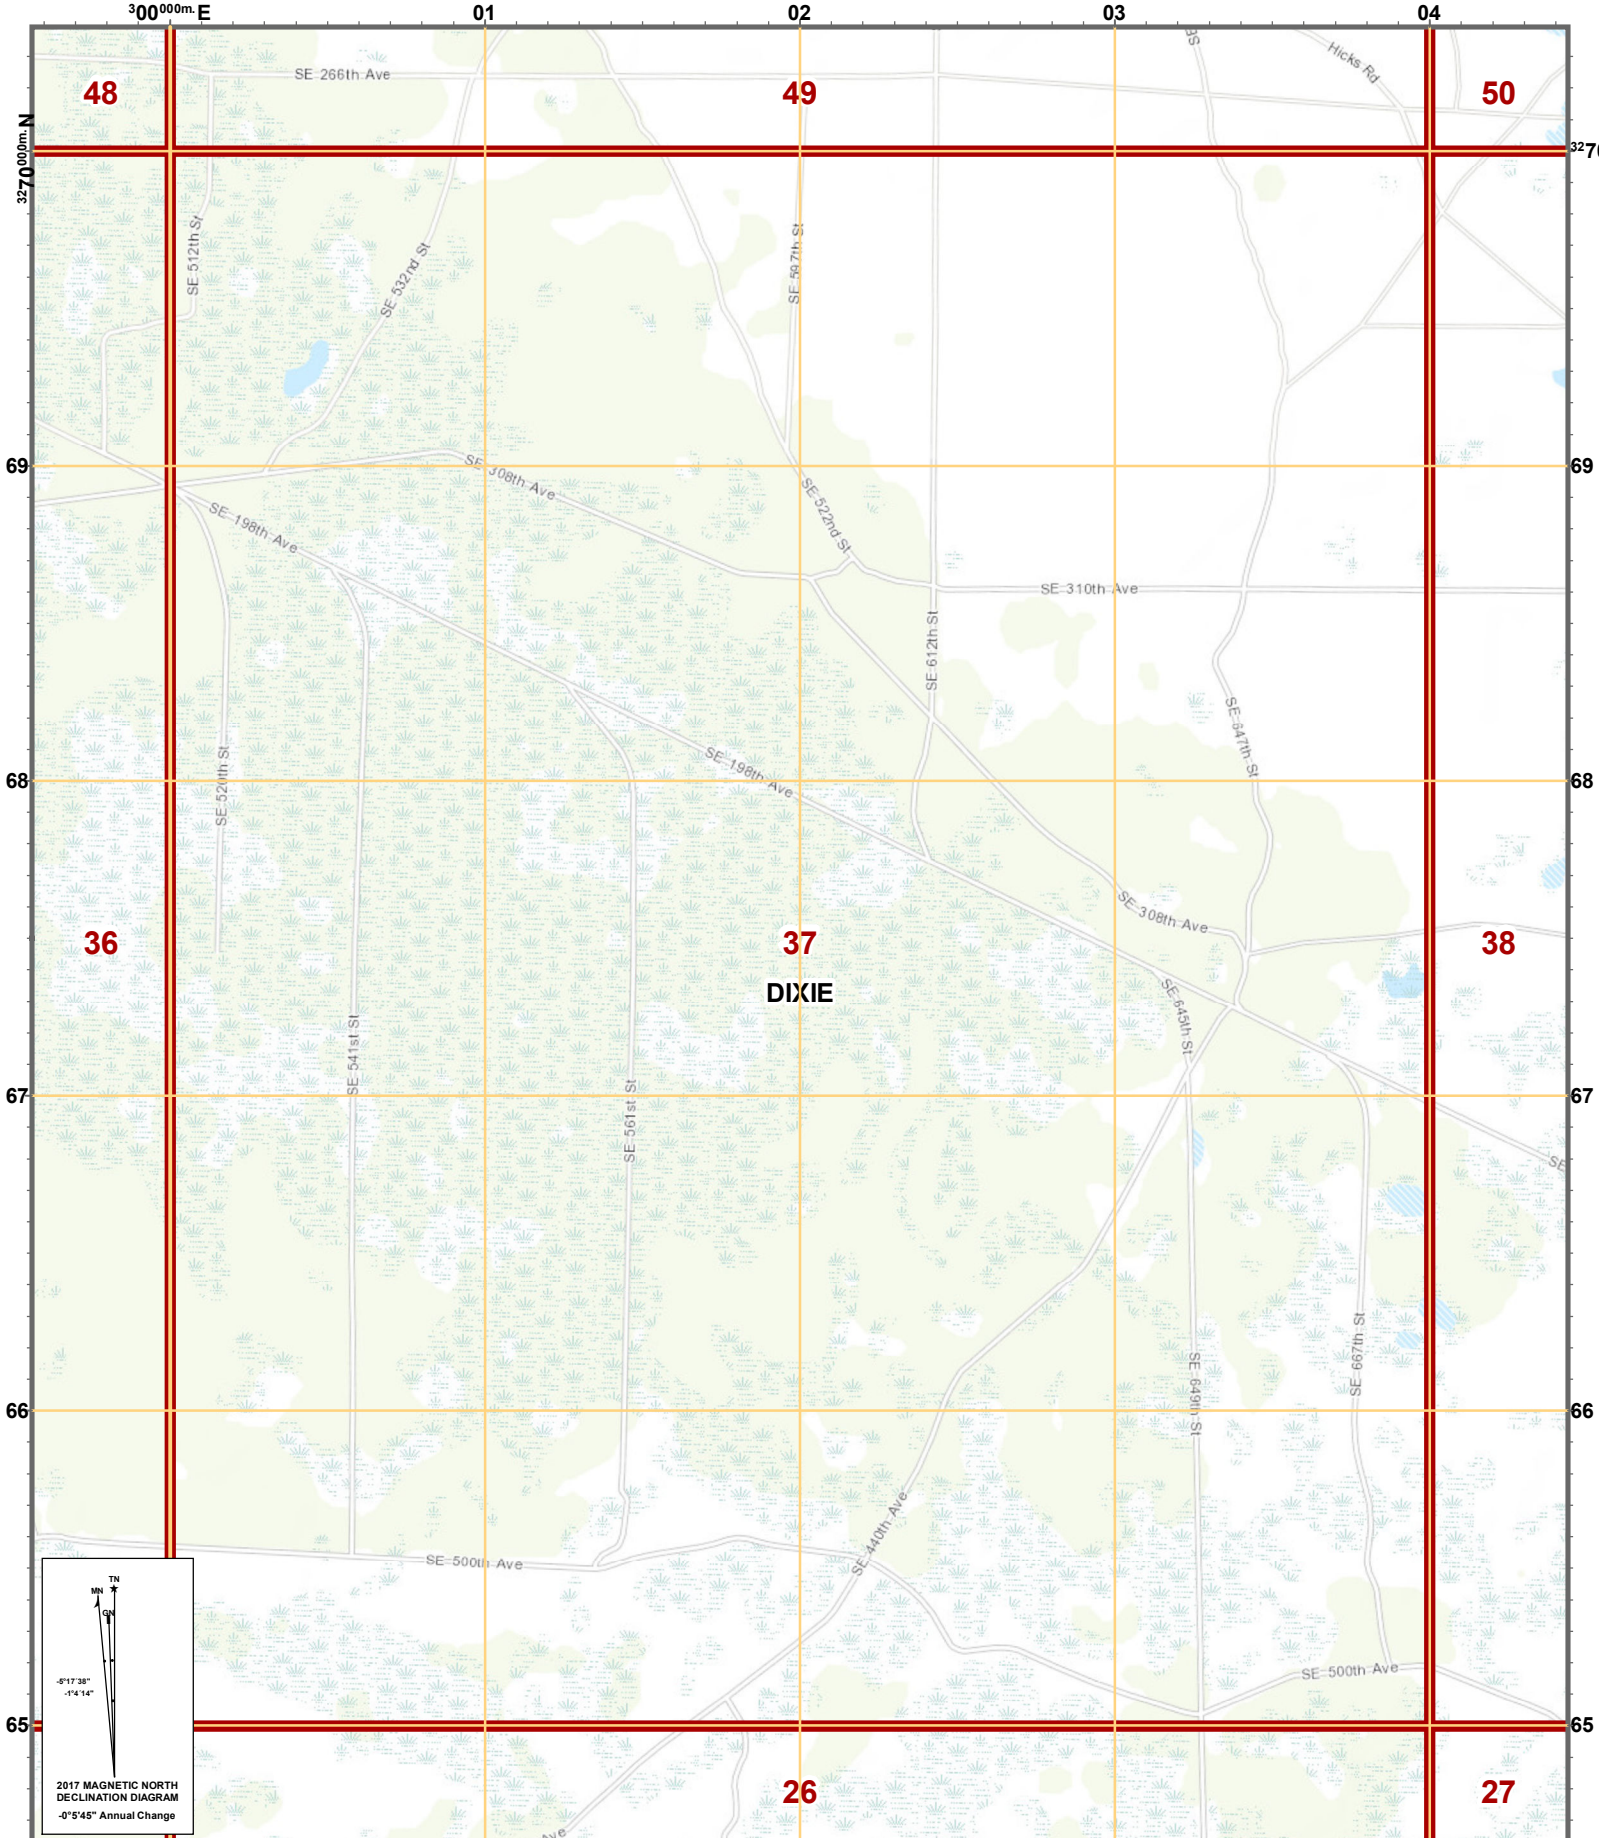 ³00⁰⁰⁰ᵐ·E 01 02 03 04
SE
Hicks Rd
SE 266th Ave
48 49 50
³²70⁰⁰⁰ᵐ·N
³²70
SE 512th St
SE 532nd St
SE 597th St
69 69
SE 308th Ave
SE 198th Ave
SE 522nd St
SE 310th Ave
SE 612th St
SE 647th St
68 68
SE 198th Ave
SE 520th St
SE 308th Ave
36 37 38
DIXIE
SE 645th St
SE 541st St
67 67
SE 561st St
SE
SE 667th St
SE 649th St
66 66
SE 440th Ave
SE 500th Ave
SE 500th Ave
65 65
TN
MN
GN
-5°17'38"
-1°4'14"
2017 MAGNETIC NORTH
DECLINATION DIAGRAM
-0°5'45" Annual Change
26 27
Ave